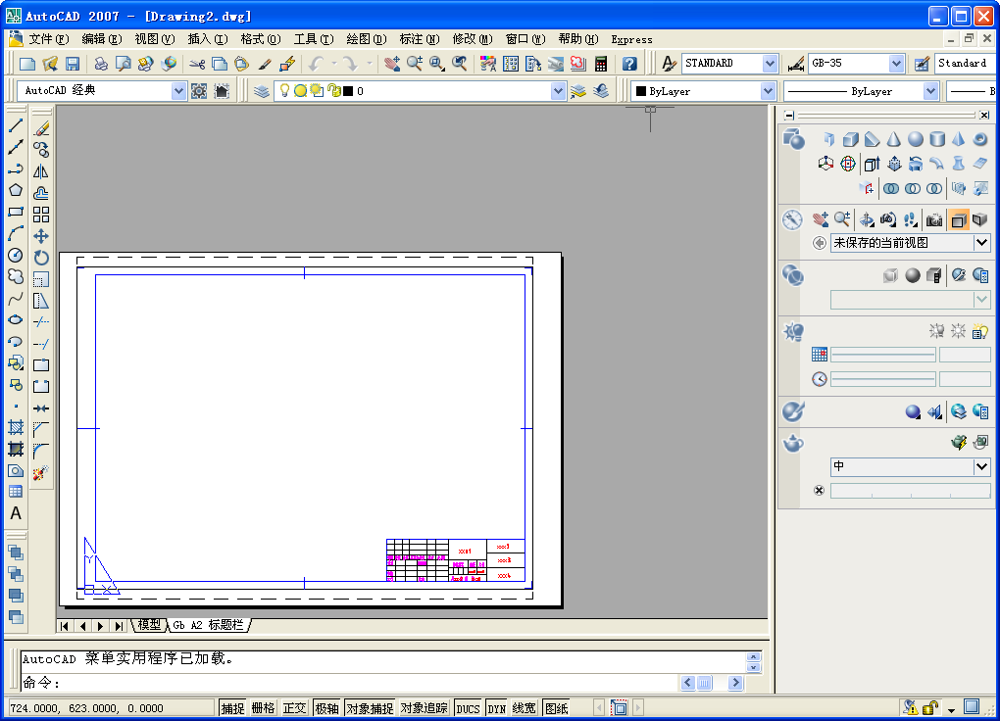 AutoCAD 2007 - [Drawing2.dwg]
文件(F) 编辑(E) 视图(V) 插入(I) 格式(O) 工具(T) 绘图(D) 标注(N) 修改(M) 窗口(W) 帮助(H) Express
STANDARD GB-35 Standard
AutoCAD 经典 0 ByLayer ByLayer B
未保存的当前视图
中
A
xxx1
xxx2
xxx3
xxx4
模型 Gb A2 标题栏
AutoCAD 菜单实用程序已加载。
命令:
724.0000, 623.0000, 0.0000 捕捉 栅格 正交 极轴 对象捕捉 对象追踪 DUCS DYN 线宽 图纸